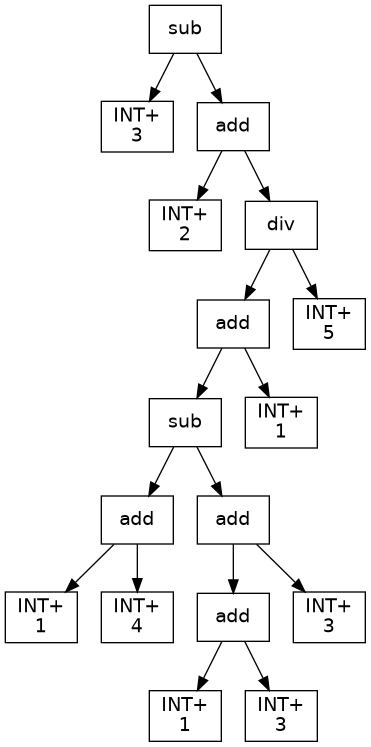 sub
INT+
3
add
INT+
2
div
add
INT+
5
sub
INT+
1
add
add
INT+
1
INT+
4
add
INT+
3
INT+
1
INT+
3